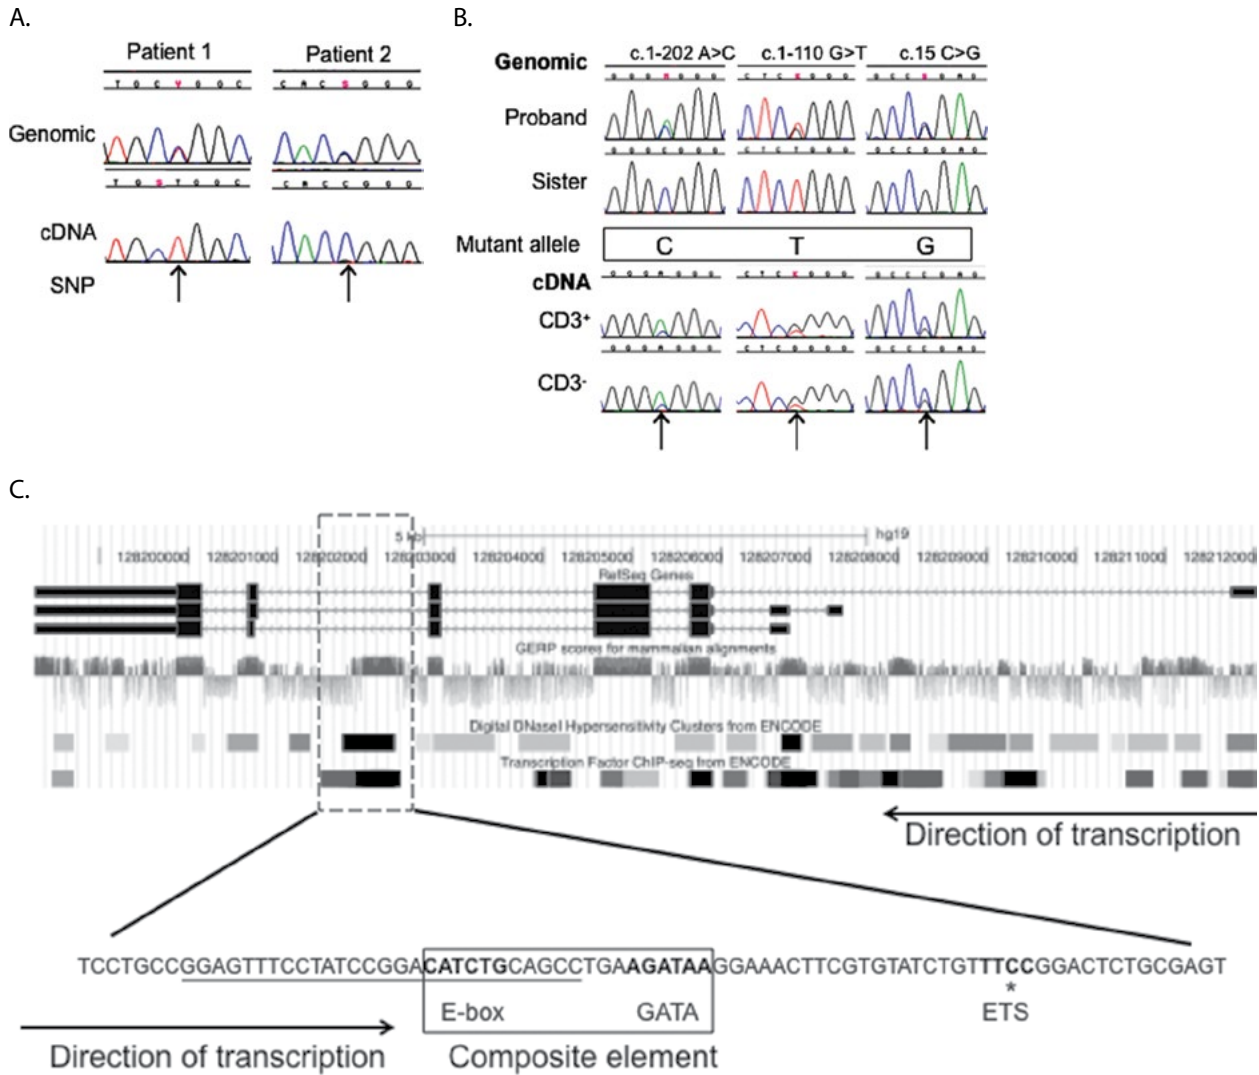 A.
Patient 1
Patient 2
T G C Y G G C
C A C S G G G
Genomic
T G S T G G C
C A C C G G G
cDNA
SNP
B.
Genomic
c.1-202 A>C
c.1-110 G>T
c.15 C>G
G G G M G G G
C T C K G G G
G C C S G A G
Proband
G G G C G G G
C T C T G G G
G C C G G A G
Sister
Mutant allele
C T G
cDNA
G G G A G G G
C T C K G G G
G C C C G A G
CD3+
G G G A G G G
C T C G G G G
G C C C G A G
CD3-
C.
5 kb
hg19
128200000 128201000 128202000 128203000 128204000 128205000 128206000 128207000 128208000 128209000 128210000 128211000 128212000
RefSeq Genes
GERP scores for mammalian alignments
Digital DNaseI Hypersensitivity Clusters from ENCODE
Transcription Factor ChIP-seq from ENCODE
Direction of transcription
TCCTGCCGGAGTTTCCTATCCGGACATCTGCAGCCTGAAGATAAGGAAACTTCGTGTATCTGTTTCCGGACTCTGCGAGT
*
E-box
GATA
ETS
Direction of transcription
Composite element